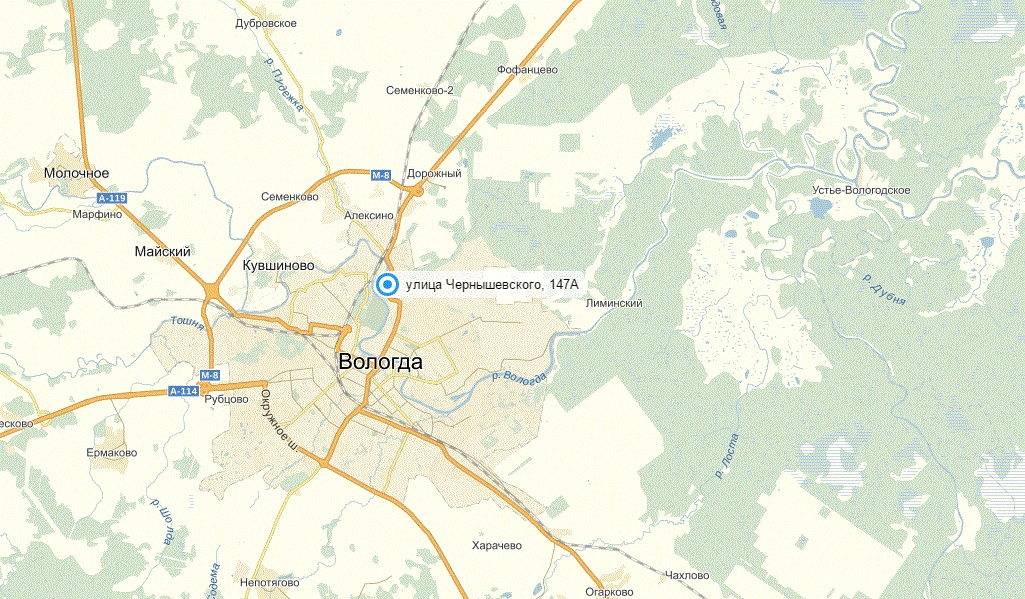 Дубровское
р. Пудежка
Фофанцево
Семенково-2
Молочное
М-8
Дорожный
А-119
Семенково
Устье-Вологодское
Марфино
Алексино
Майский
Кувшиново
улица Чернышевского, 147А
р. Дубня
Лиминский
Тошня
Вологда
р. Вологда
М-8
А-114
Рубцово
Окружное ш.
есково
Ермаково
р. Лоста
Харачево
Чахлово
Непотягово
Огарково